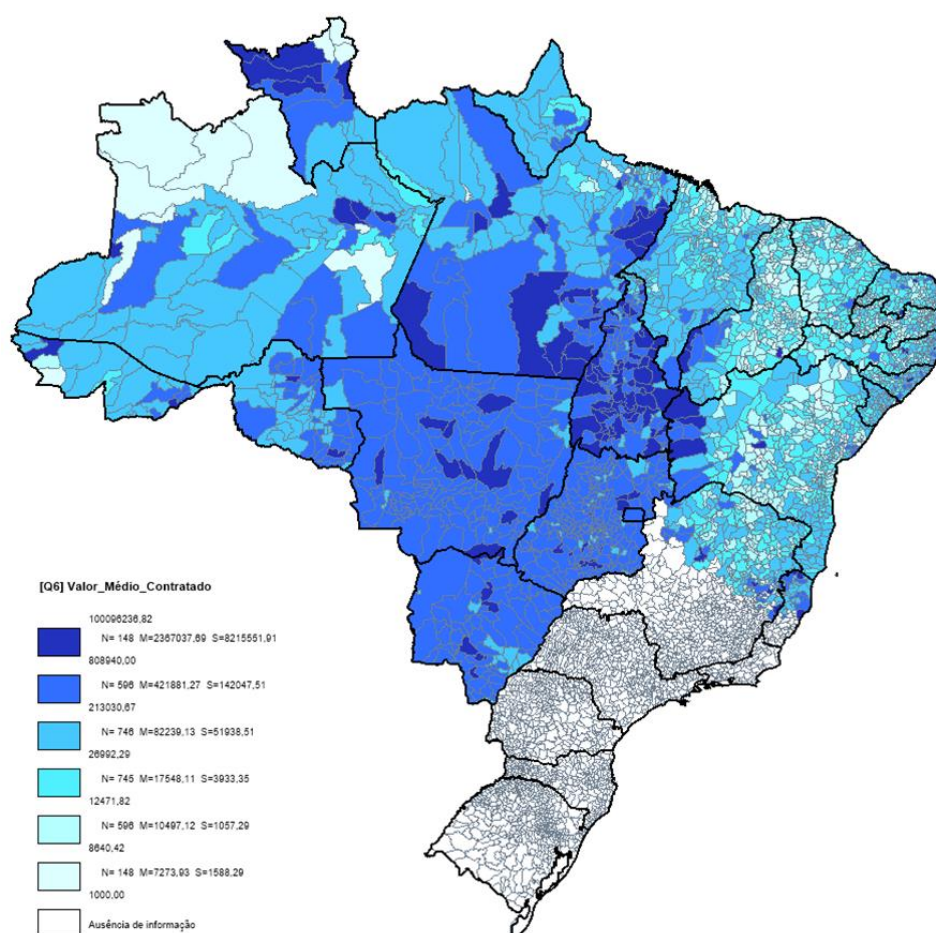 [Q6] Valor_Médio_Contratado
100096236,82
N= 148 M=2367037,69 S=8215551,91
808940,00
N= 596 M=421881,27 S=142047,51
213030,67
N= 746 M=82239,13 S=51938,51
26992,29
N= 745 M=17548,11 S=3933,35
12471,82
N= 596 M=10497,12 S=1057,29
8640,42
N= 148 M=7273,93 S=1588,29
1000,00
Ausência de informação